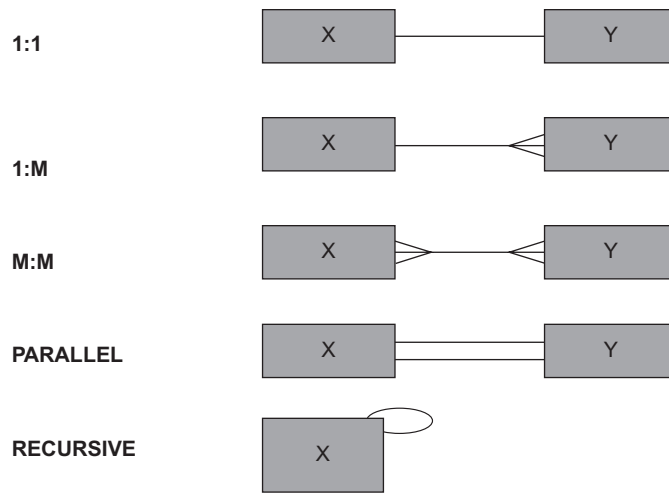 1:1 X Y
1:M X Y
M:M X Y
PARALLEL X Y
RECURSIVE X